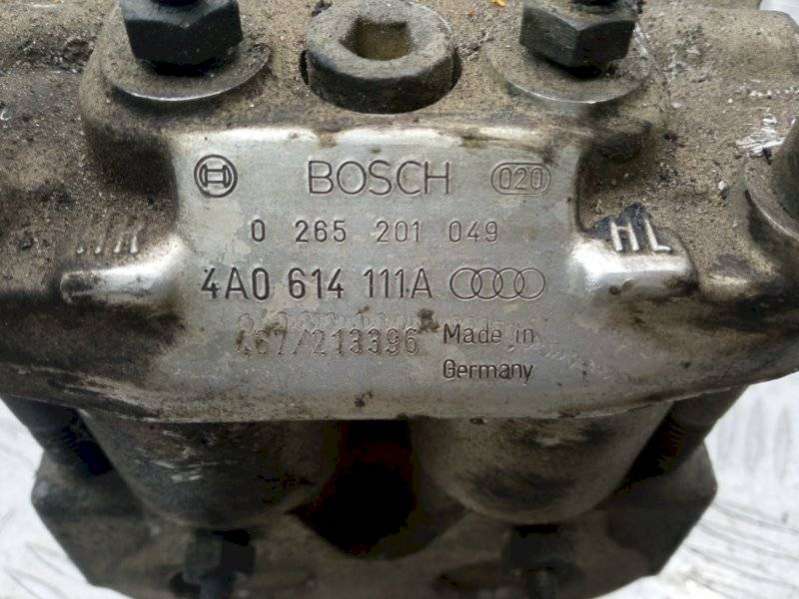 BOSCH 020
0 265 201 049
HL
4A0 614 111A
Made in
Germany